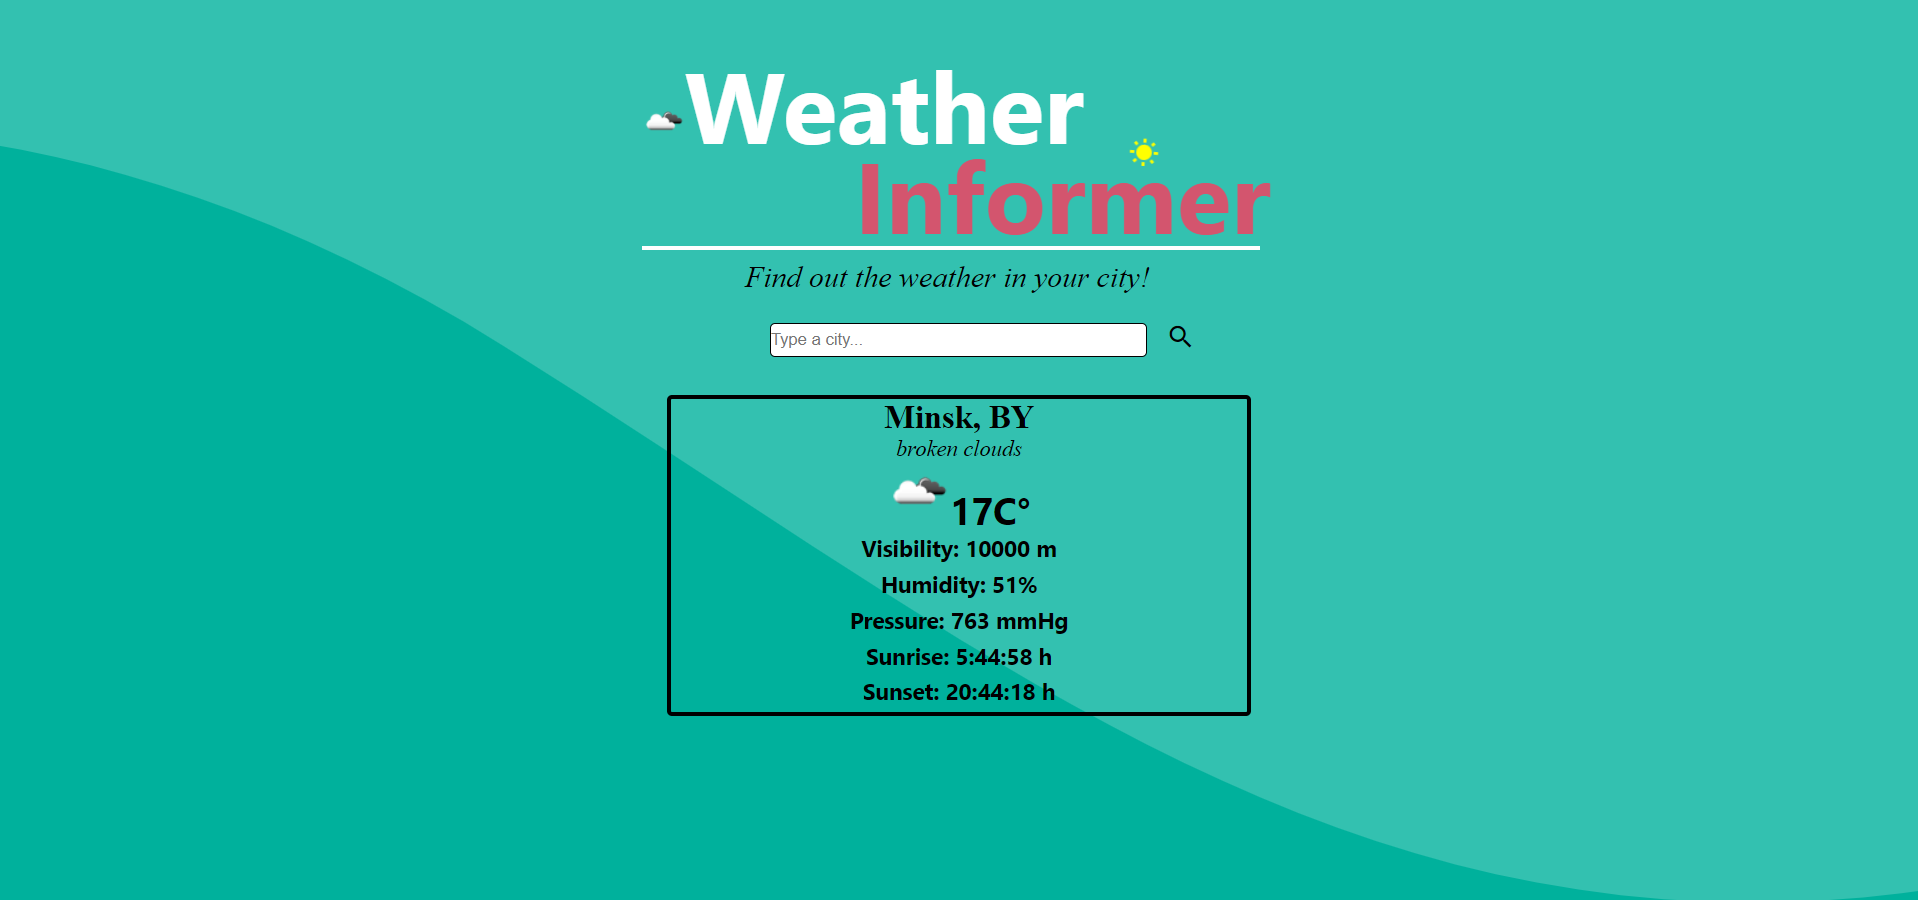 Weather
Informer
Find out the weather in your city!
Type a city...
Minsk, BY
broken clouds
17C°
Visibility: 10000 m
Humidity: 51%
Pressure: 763 mmHg
Sunrise: 5:44:58 h
Sunset: 20:44:18 h